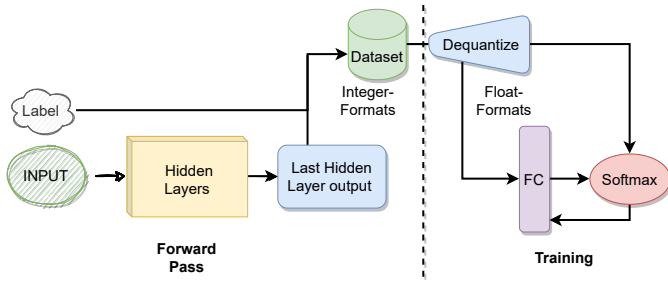 Dataset
Dequantize
Integer-
Formats
Float-
Formats
Label
INPUT
Hidden
Layers
Last Hidden
Layer output
FC
Softmax
Forward
Pass
Training